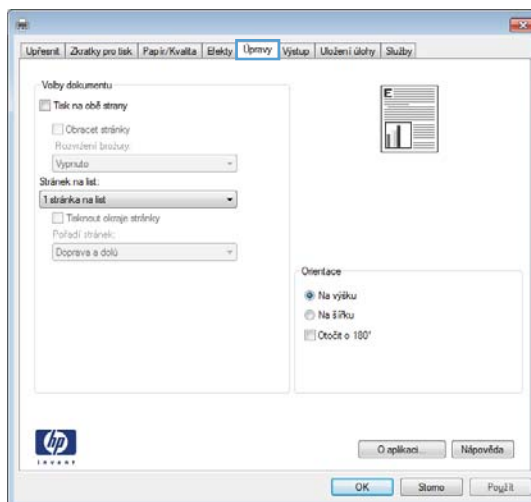 Upřesnit Zkratky pro tisk Papír/Kvalita Efekty Úpravy Výstup Uložení úlohy Služby
Volby dokumentu
Tisk na obě strany
Obracet stránky
Rozvržení brožury:
Vypnuto
Stránek na list:
1 stránka na list
Tisknout okraje stránky
Pořadí stránek:
Doprava a dolů
E
Orientace
Na výšku
Na šířku
Otočit o 180°
hp
invent
O aplikaci... Nápověda
OK Storno Použít